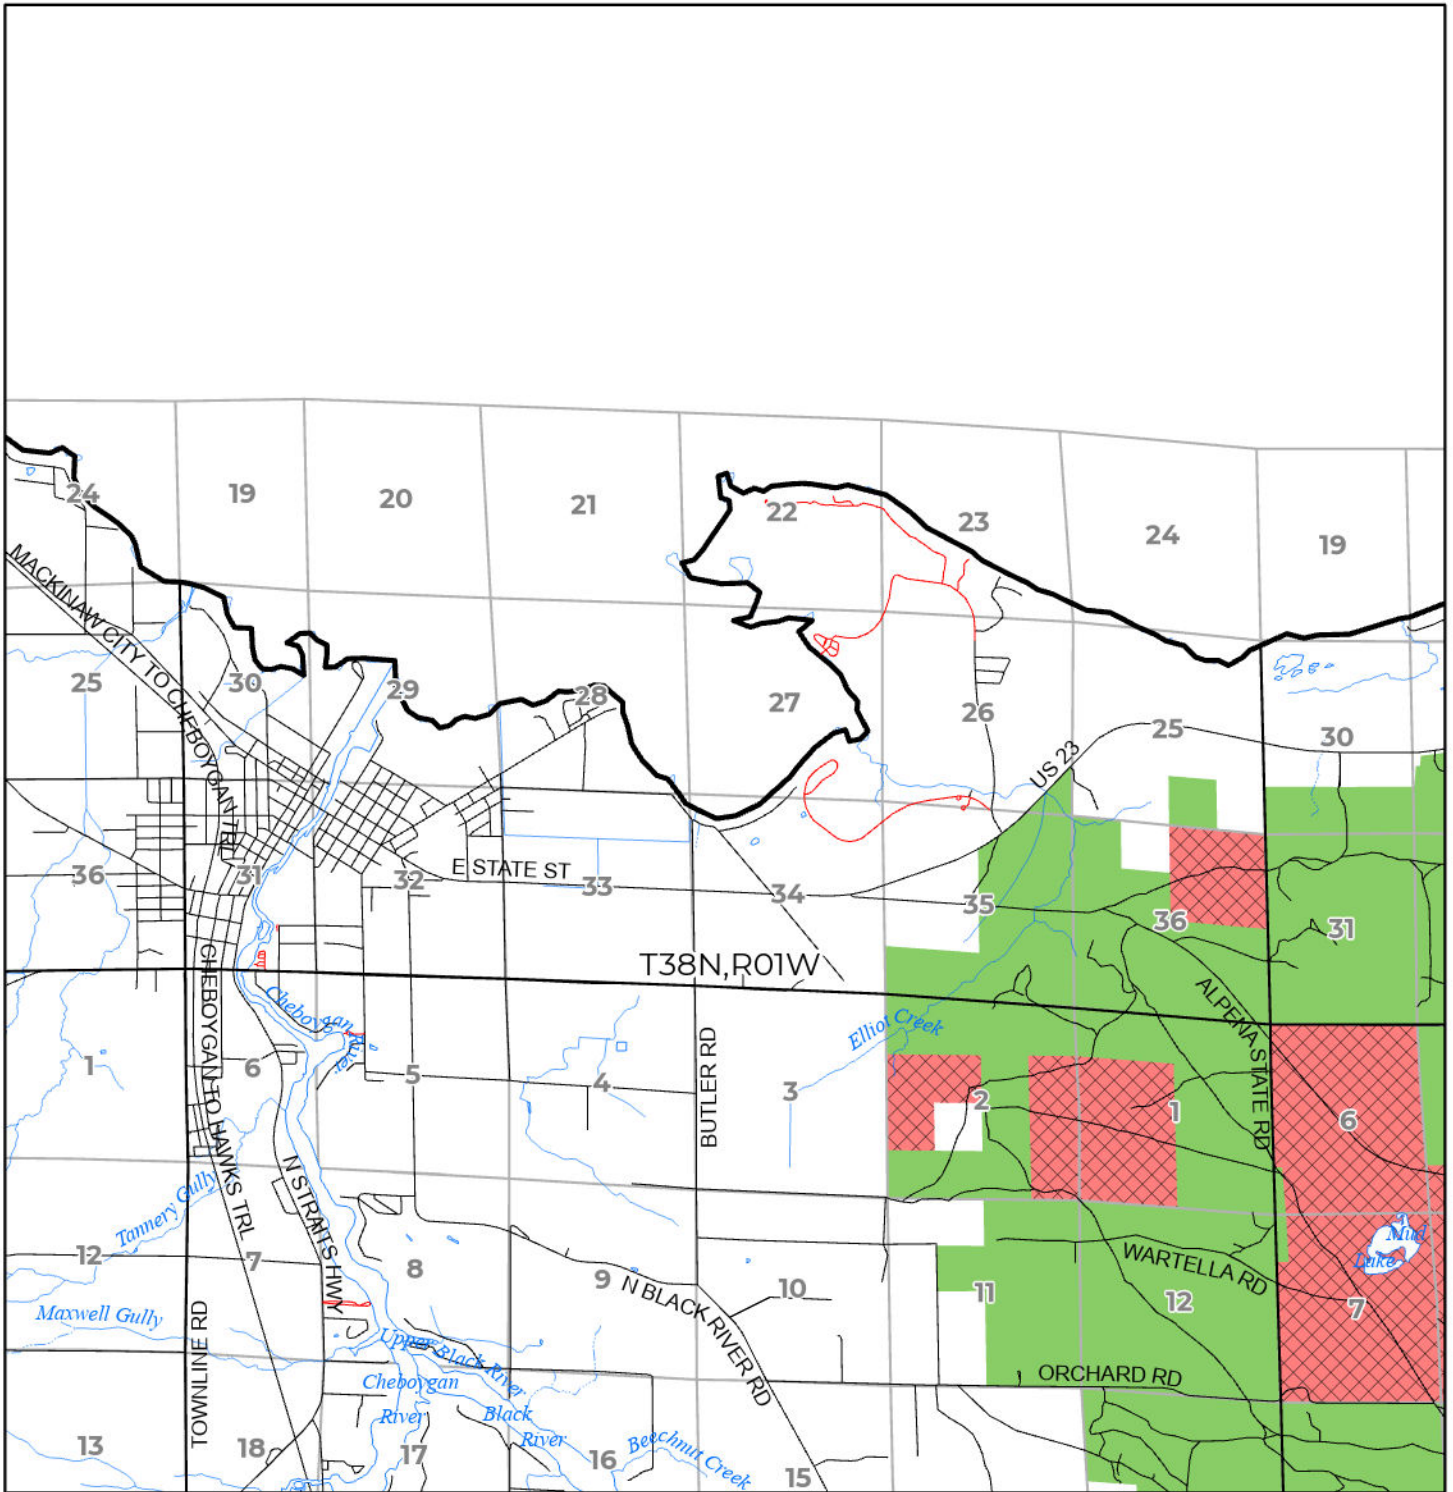 24
19
20
21
22
23
24
19
MACKINAW CITY TO CHEBOYGAN TRL
25
30
29
28
27
26
25
30
US 23
36
31
32
E STATE ST
33
34
35
36
31
T38N,R01W
CHEBOYGAN TO HAWKS TRL
Cheboygan
River
Elliot Creek
ALPENA STATE RD
1
6
5
4
BUTLER RD
3
2
1
6
N STRAITS HWY
Tannery Gully
12
7
8
9
N BLACK RIVER RD
10
11
WARTELLA RD
12
Mud
Lake
7
Maxwell Gully
TOWNLINE RD
Upper Black River
Cheboygan
River
Black
River
ORCHARD RD
13
18
17
16
Beechnut Creek
15